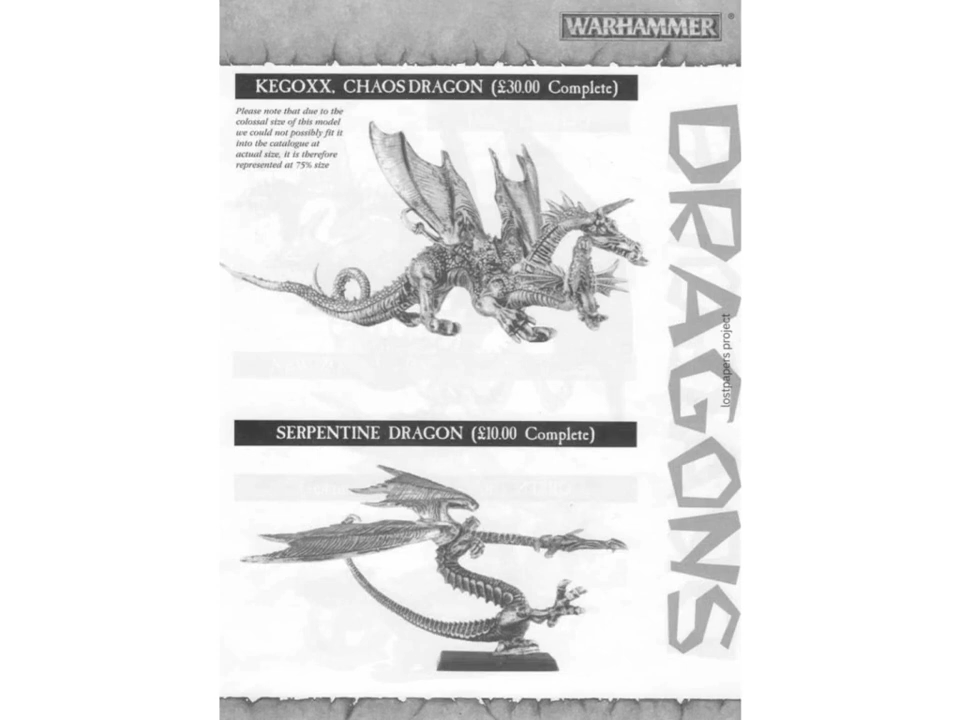 WARHAMMER®
KEGOXX, CHAOS DRAGON (£30.00 Complete)
Please note that due to the
colossal size of this model
we could not possibly fit it
into the catalogue at
actual size, it is therefore
represented at 75% size
DRAGONS
lostpapers project
SERPENTINE DRAGON (£10.00 Complete)